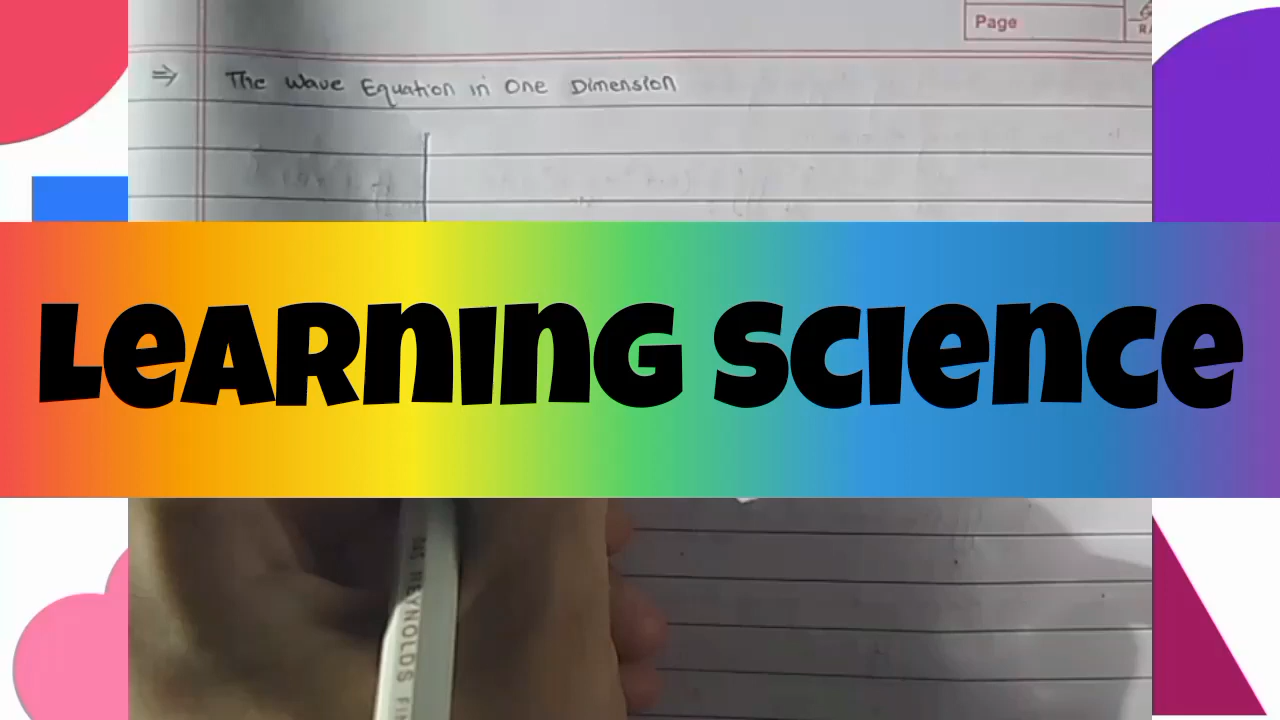 Page
⇒ The Wave Equation in One Dimension
Learning Science
REYNOLDS